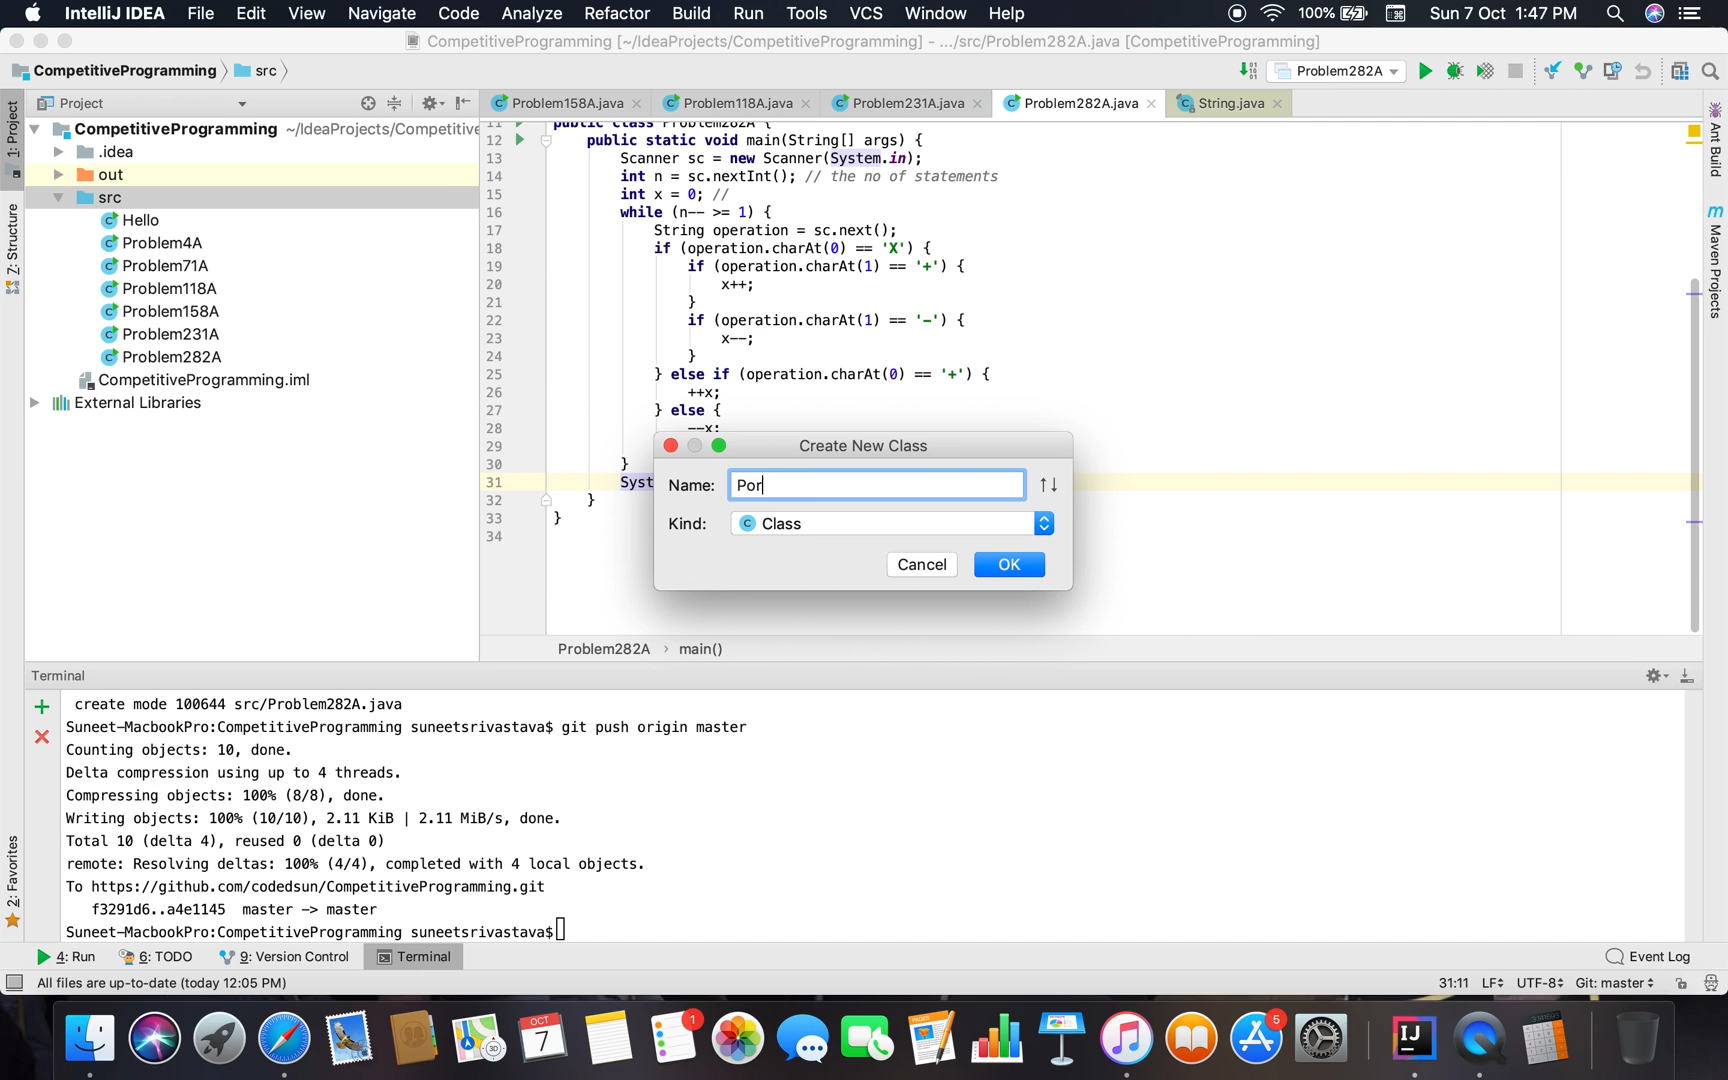 IntelliJ IDEA File Edit View Navigate Code Analyze Refactor Build Run Tools VCS Window Help 100% Sun 7 Oct 1:47 PM
CompetitiveProgramming [~/IdeaProjects/CompetitiveProgramming] - .../src/Problem282A.java [CompetitiveProgramming]
CompetitiveProgramming src Problem282A
Project Problem158A.java Problem118A.java Problem231A.java Problem282A.java String.java
1: Project
Z: Structure
2: Favorites
Ant Build
Maven Projects
CompetitiveProgramming ~/IdeaProjects/Competitive
.idea
out
src
Hello
Problem4A
Problem71A
Problem118A
Problem158A
Problem231A
Problem282A
CompetitiveProgramming.iml
External Libraries
11 public class Problem282A {
12 public static void main(String[] args) {
13 Scanner sc = new Scanner(System.in);
14 int n = sc.nextInt(); // the no of statements
15 int x = 0; //
16 while (n-- >= 1) {
17 String operation = sc.next();
18 if (operation.charAt(0) == 'X') {
19 if (operation.charAt(1) == '+') {
20 x++;
21 }
22 if (operation.charAt(1) == '-') {
23 x--;
24 }
25 } else if (operation.charAt(0) == '+') {
26 ++x;
27 } else {
28 --x;
29
30 }
31 Syst
32 }
33 }
34
Create New Class
Name: Por
Kind: Class
Cancel OK
Problem282A › main()
Terminal
create mode 100644 src/Problem282A.java
Suneet-MacbookPro:CompetitiveProgramming suneetsrivastava$ git push origin master
Counting objects: 10, done.
Delta compression using up to 4 threads.
Compressing objects: 100% (8/8), done.
Writing objects: 100% (10/10), 2.11 KiB | 2.11 MiB/s, done.
Total 10 (delta 4), reused 0 (delta 0)
remote: Resolving deltas: 100% (4/4), completed with 4 local objects.
To https://github.com/codedsun/CompetitiveProgramming.git
f3291d6..a4e1145 master -> master
Suneet-MacbookPro:CompetitiveProgramming suneetsrivastava$
4: Run 6: TODO 9: Version Control Terminal Event Log
All files are up-to-date (today 12:05 PM) 31:11 LF UTF-8 Git: master
OCT
7
3D
1
PAGES
5
IJ